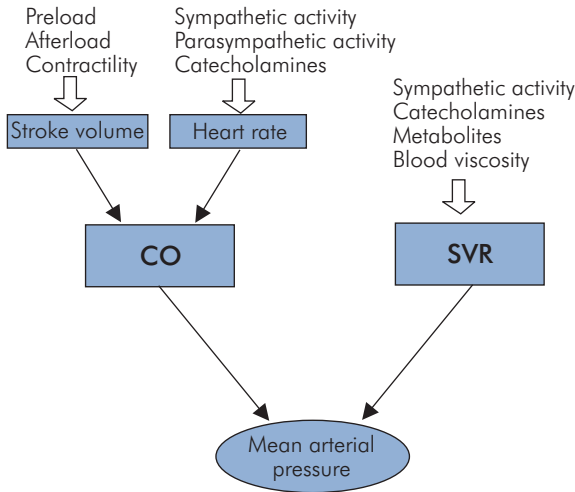 Preload
Afterload
Contractility
Sympathetic activity
Parasympathetic activity
Catecholamines
Sympathetic activity
Catecholamines
Metabolites
Blood viscosity
Stroke volume
Heart rate
CO
SVR
Mean arterial
pressure